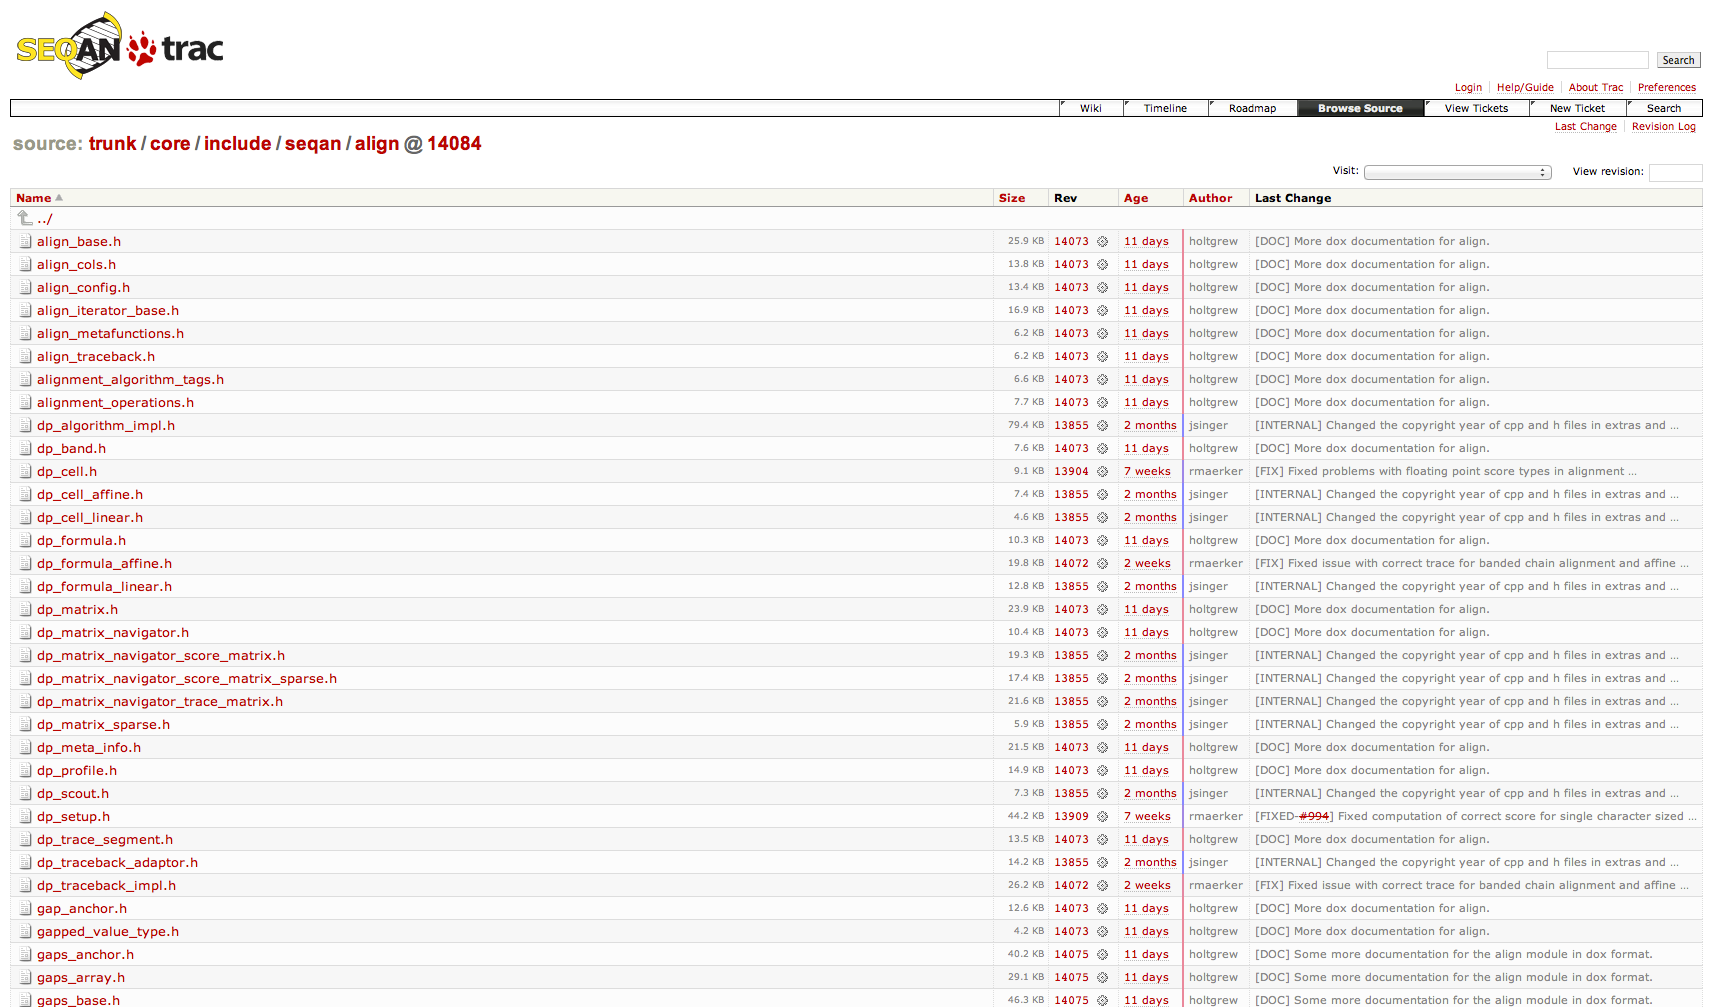 SEQAN trac
Search
Login Help/Guide About Trac Preferences
Wiki Timeline Roadmap Browse Source View Tickets New Ticket Search
Last Change Revision Log
source: trunk / core / include / seqan / align @ 14084
Visit: View revision:
Name Size Rev Age Author Last Change
../
align_base.h 25.9 KB 14073 11 days holtgrew [DOC] More dox documentation for align.
align_cols.h 13.8 KB 14073 11 days holtgrew [DOC] More dox documentation for align.
align_config.h 13.4 KB 14073 11 days holtgrew [DOC] More dox documentation for align.
align_iterator_base.h 16.9 KB 14073 11 days holtgrew [DOC] More dox documentation for align.
align_metafunctions.h 6.2 KB 14073 11 days holtgrew [DOC] More dox documentation for align.
align_traceback.h 6.2 KB 14073 11 days holtgrew [DOC] More dox documentation for align.
alignment_algorithm_tags.h 6.6 KB 14073 11 days holtgrew [DOC] More dox documentation for align.
alignment_operations.h 7.7 KB 14073 11 days holtgrew [DOC] More dox documentation for align.
dp_algorithm_impl.h 79.4 KB 13855 2 months jsinger [INTERNAL] Changed the copyright year of cpp and h files in extras and ...
dp_band.h 7.6 KB 14073 11 days holtgrew [DOC] More dox documentation for align.
dp_cell.h 9.1 KB 13904 7 weeks rmaerker [FIX] Fixed problems with floating point score types in alignment ...
dp_cell_affine.h 7.4 KB 13855 2 months jsinger [INTERNAL] Changed the copyright year of cpp and h files in extras and ...
dp_cell_linear.h 4.6 KB 13855 2 months jsinger [INTERNAL] Changed the copyright year of cpp and h files in extras and ...
dp_formula.h 10.3 KB 14073 11 days holtgrew [DOC] More dox documentation for align.
dp_formula_affine.h 19.8 KB 14072 2 weeks rmaerker [FIX] Fixed issue with correct trace for banded chain alignment and affine ...
dp_formula_linear.h 12.8 KB 13855 2 months jsinger [INTERNAL] Changed the copyright year of cpp and h files in extras and ...
dp_matrix.h 23.9 KB 14073 11 days holtgrew [DOC] More dox documentation for align.
dp_matrix_navigator.h 10.4 KB 14073 11 days holtgrew [DOC] More dox documentation for align.
dp_matrix_navigator_score_matrix.h 19.3 KB 13855 2 months jsinger [INTERNAL] Changed the copyright year of cpp and h files in extras and ...
dp_matrix_navigator_score_matrix_sparse.h 17.4 KB 13855 2 months jsinger [INTERNAL] Changed the copyright year of cpp and h files in extras and ...
dp_matrix_navigator_trace_matrix.h 21.6 KB 13855 2 months jsinger [INTERNAL] Changed the copyright year of cpp and h files in extras and ...
dp_matrix_sparse.h 5.9 KB 13855 2 months jsinger [INTERNAL] Changed the copyright year of cpp and h files in extras and ...
dp_meta_info.h 21.5 KB 14073 11 days holtgrew [DOC] More dox documentation for align.
dp_profile.h 14.9 KB 14073 11 days holtgrew [DOC] More dox documentation for align.
dp_scout.h 7.3 KB 13855 2 months jsinger [INTERNAL] Changed the copyright year of cpp and h files in extras and ...
dp_setup.h 44.2 KB 13909 7 weeks rmaerker [FIXED-#994] Fixed computation of correct score for single character sized ...
dp_trace_segment.h 13.5 KB 14073 11 days holtgrew [DOC] More dox documentation for align.
dp_traceback_adaptor.h 14.2 KB 13855 2 months jsinger [INTERNAL] Changed the copyright year of cpp and h files in extras and ...
dp_traceback_impl.h 26.2 KB 14072 2 weeks rmaerker [FIX] Fixed issue with correct trace for banded chain alignment and affine ...
gap_anchor.h 12.6 KB 14073 11 days holtgrew [DOC] More dox documentation for align.
gapped_value_type.h 4.2 KB 14073 11 days holtgrew [DOC] More dox documentation for align.
gaps_anchor.h 40.2 KB 14075 11 days holtgrew [DOC] Some more documentation for the align module in dox format.
gaps_array.h 29.1 KB 14075 11 days holtgrew [DOC] Some more documentation for the align module in dox format.
gaps_base.h 46.3 KB 14075 11 days holtgrew [DOC] Some more documentation for the align module in dox format.